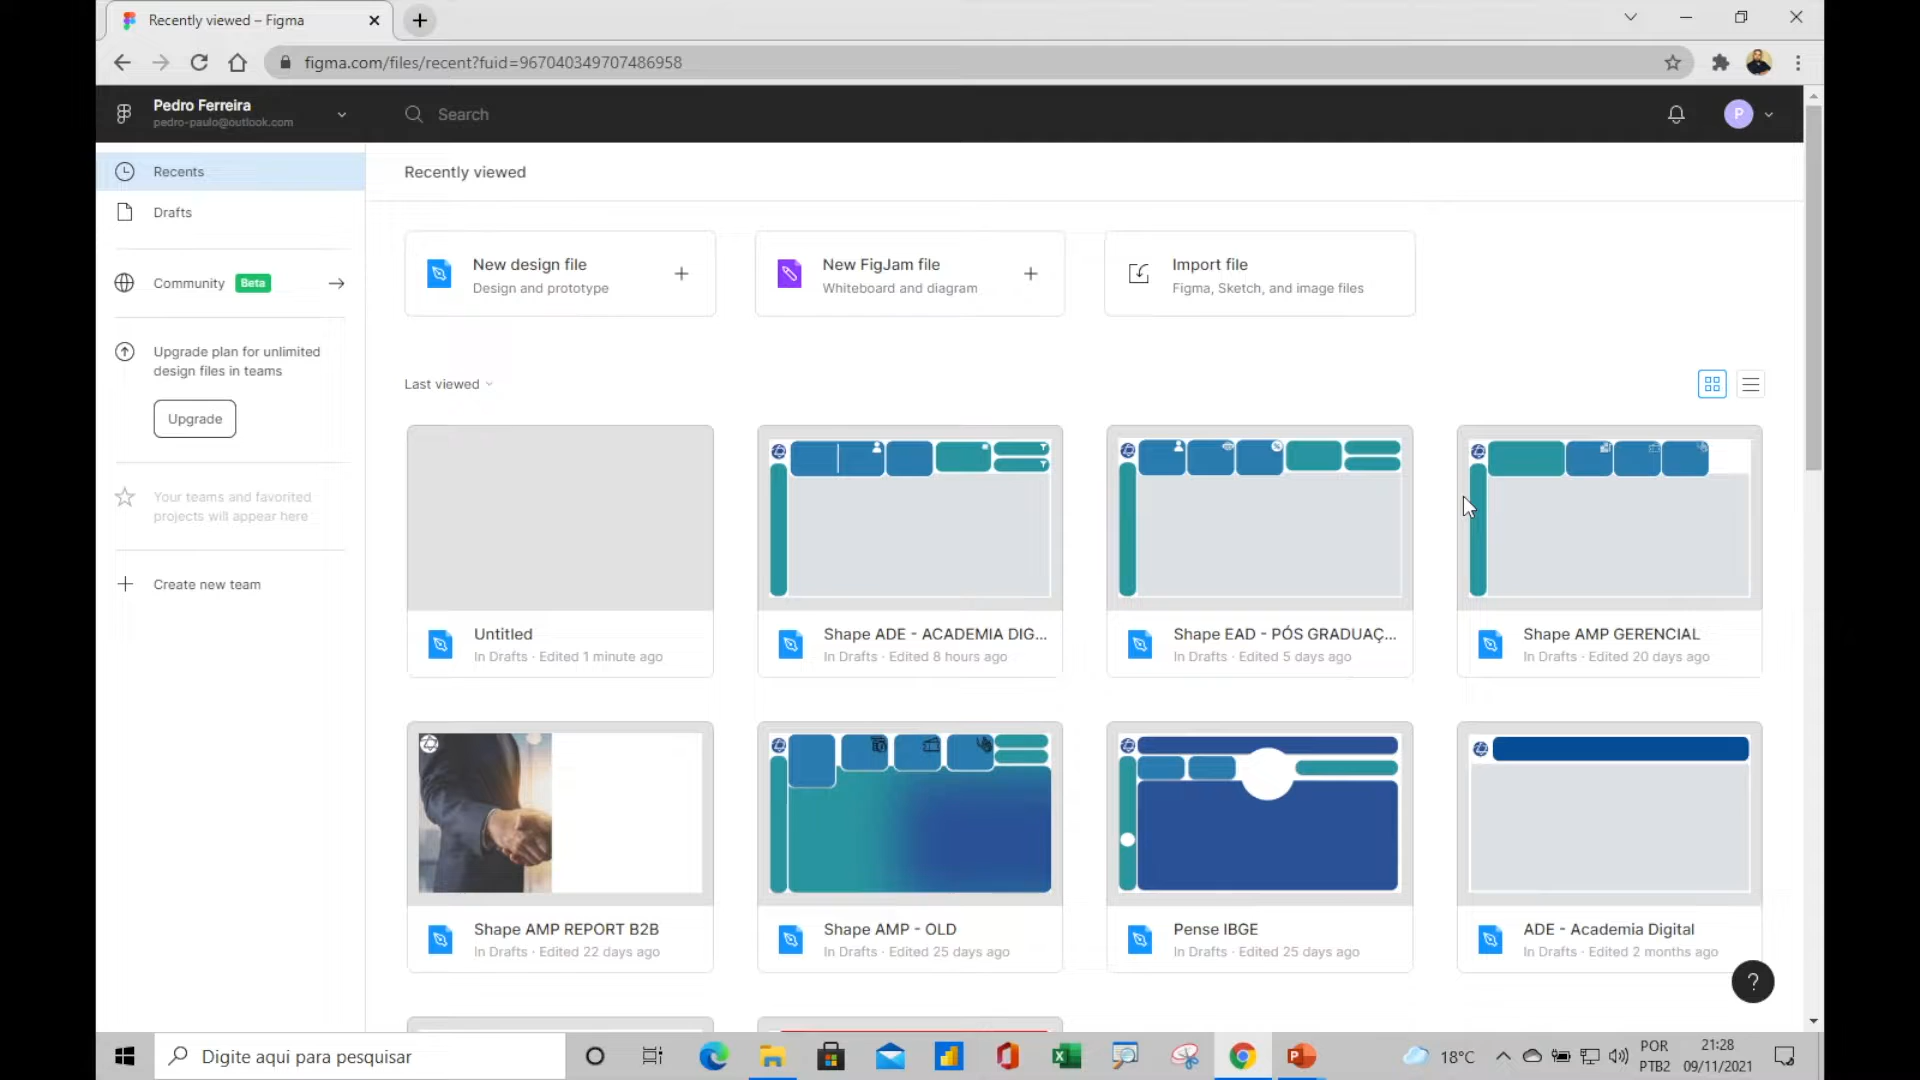 Recently viewed – Figma
figma.com/files/recent?fuid=967040349707486958
Pedro Ferreira
pedro-paulo@outlook.com
Search
P
Recents
Drafts
Community Beta
Upgrade plan for unlimited
design files in teams
Upgrade
Your teams and favorited
projects will appear here
Create new team
Recently viewed
New design file
Design and prototype
New FigJam file
Whiteboard and diagram
Import file
Figma, Sketch, and image files
Last viewed
Untitled
In Drafts · Edited 1 minute ago
Shape ADE - ACADEMIA DIG...
In Drafts · Edited 8 hours ago
Shape EAD - PÓS GRADUAÇ...
In Drafts · Edited 5 days ago
Shape AMP GERENCIAL
In Drafts · Edited 20 days ago
Shape AMP REPORT B2B
In Drafts · Edited 22 days ago
Shape AMP - OLD
In Drafts · Edited 25 days ago
Pense IBGE
In Drafts · Edited 25 days ago
ADE - Academia Digital
In Drafts · Edited 2 months ago
?
Digite aqui para pesquisar
18°C
POR
PTB2
21:28
09/11/2021